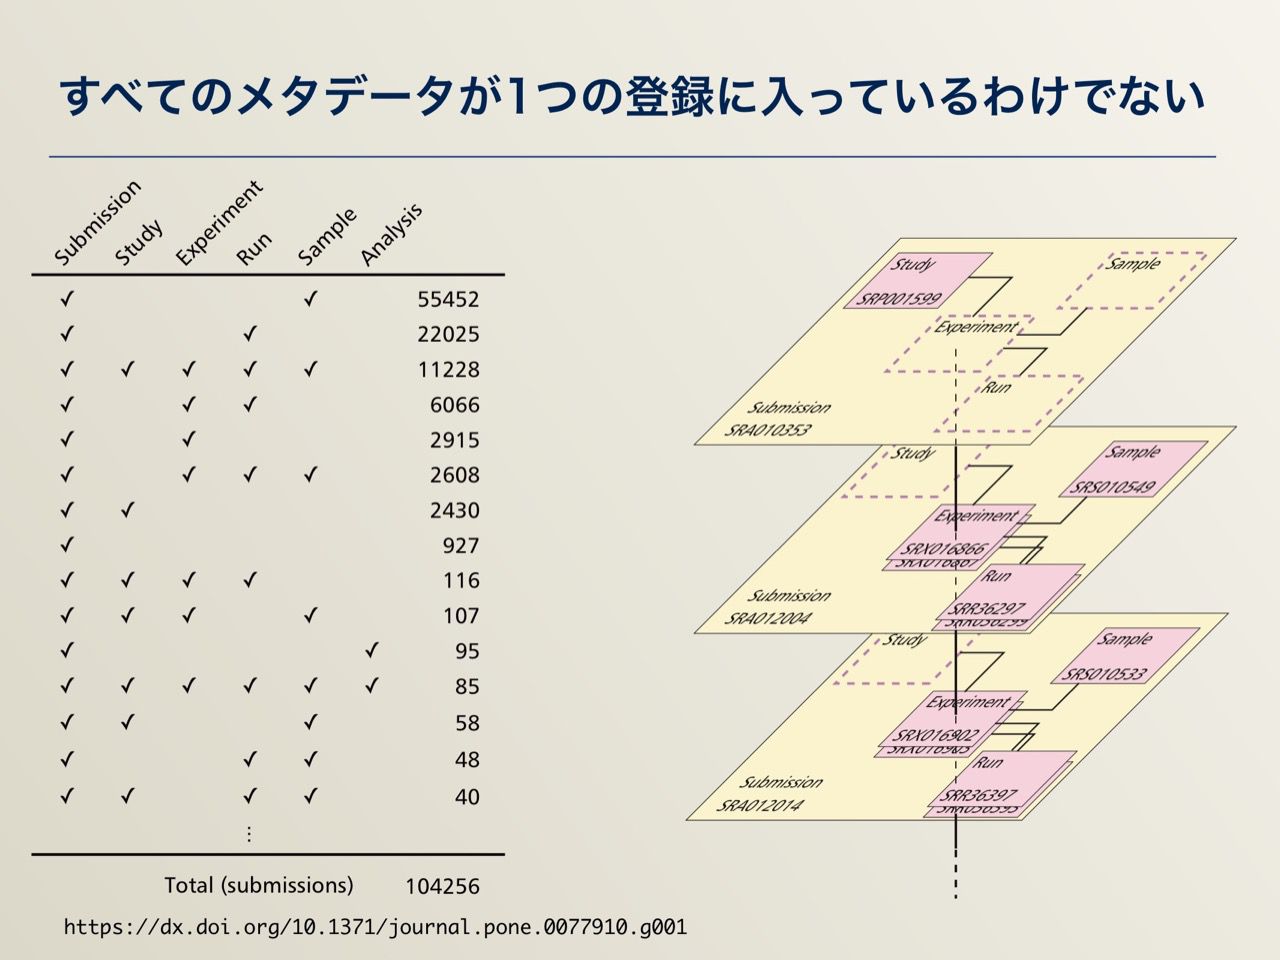 すべてのメタデータが1つの登録に入っているわけでない
Submission Study Experiment Run Sample Analysis
✓ ✓ 55452
✓ ✓ 22025
✓ ✓ ✓ ✓ ✓ 11228
✓ ✓ ✓ 6066
✓ ✓ 2915
✓ ✓ ✓ ✓ 2608
✓ ✓ 2430
✓ 927
✓ ✓ ✓ ✓ 116
✓ ✓ ✓ ✓ 107
✓ ✓ 95
✓ ✓ ✓ ✓ ✓ ✓ 85
✓ ✓ ✓ 58
✓ ✓ ✓ 48
✓ ✓ ✓ ✓ 40
⋮
Total (submissions) 104256
https://dx.doi.org/10.1371/journal.pone.0077910.g001
Study
SRP001599
Sample
Experiment
Run
Submission
SRA010353
Study
Sample
SRS010549
Experiment
SRX016866
SRX016867
Run
SRR36297
Submission
SRA012004
Study
Sample
SRS010533
Experiment
SRX016902
Run
SRR36397
Submission
SRA012014